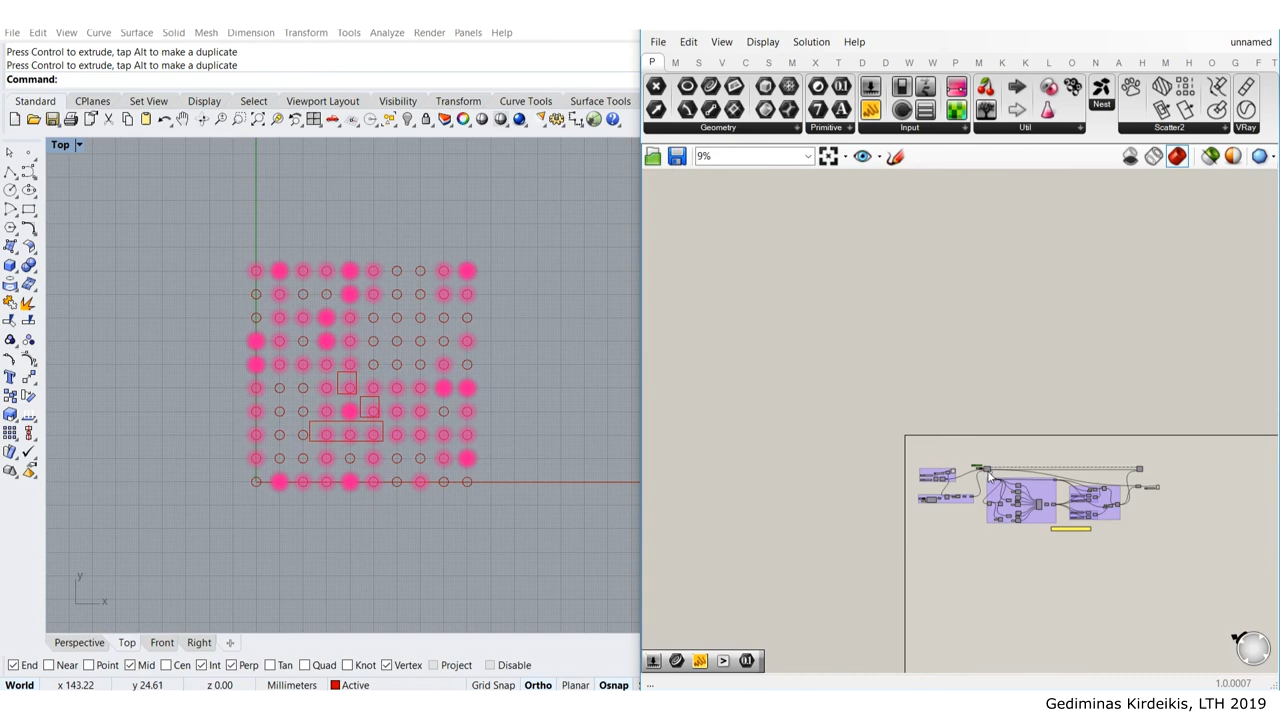 File Edit View Curve Surface Solid Mesh Dimension Transform Tools Analyze Render Panels Help
Press Control to extrude, tap Alt to make a duplicate
Press Control to extrude, tap Alt to make a duplicate
Command:
Standard CPlanes Set View Display Select Viewport Layout Visibility Transform Curve Tools Surface Tools
Top
y
x
Perspective Top Front Right
End Near Point Mid Cen Int Perp Tan Quad Knot Vertex Project Disable
World x 143.22 y 24.61 z 0.00 Millimeters Active Grid Snap Ortho Planar Osnap
File Edit View Display Solution Help unnamed
P M S V C S M X T D D W W P M K K L O N A M O G F T
Nest
Geometry Primitive Input Util Scatter2 VRay
9%
...
1.0.0007
Gediminas Kirdeikis, LTH 2019